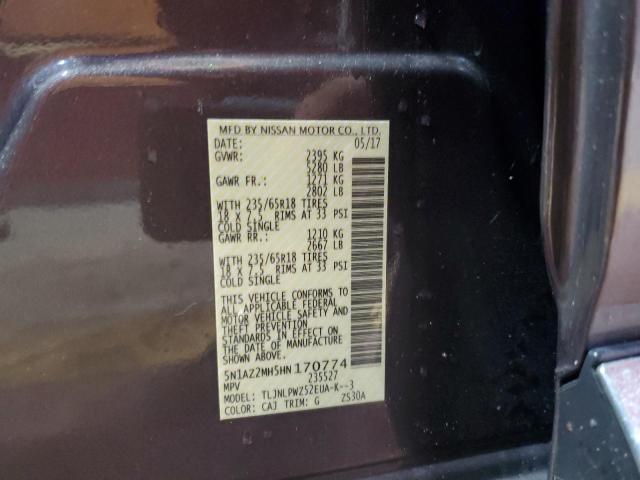 MFD BY NISSAN MOTOR CO., LTD.
DATE: 05/17
GVWR: 2395 KG
5280 LB
GAWR FR.: 1271 KG
2802 LB
WITH 235/65R18 TIRES
18 X 7.5 RIMS AT 33 PSI
COLD SINGLE
GAWR RR.: 1210 KG
2667 LB
WITH 235/65R18 TIRES
18 X 7.5 RIMS AT 33 PSI
COLD SINGLE
THIS VEHICLE CONFORMS TO
ALL APPLICABLE FEDERAL
MOTOR VEHICLE SAFETY AND
THEFT PREVENTION
STANDARDS IN EFFECT ON
THE DATE OF MANUFACTURE
SHOWN ABOVE.
5N1AZ2MH5HN170774
MPV 235527
MODEL: TLJNLPWZ52EUA-K--3
COLOR: CAJ TRIM: G ZS30A